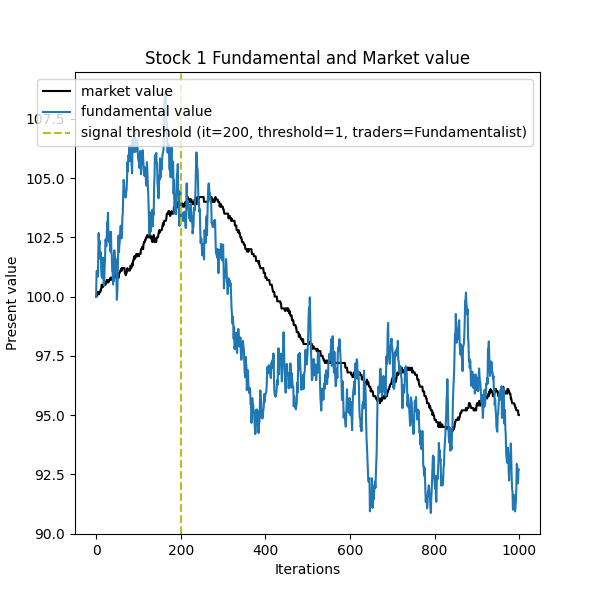 Stock 1 Fundamental and Market value
market value
fundamental value
signal threshold (it=200, threshold=1, traders=Fundamentalist)
107.5
105.0
102.5
100.0
97.5
95.0
92.5
90.0
Present value
0 200 400 600 800 1000
Iterations